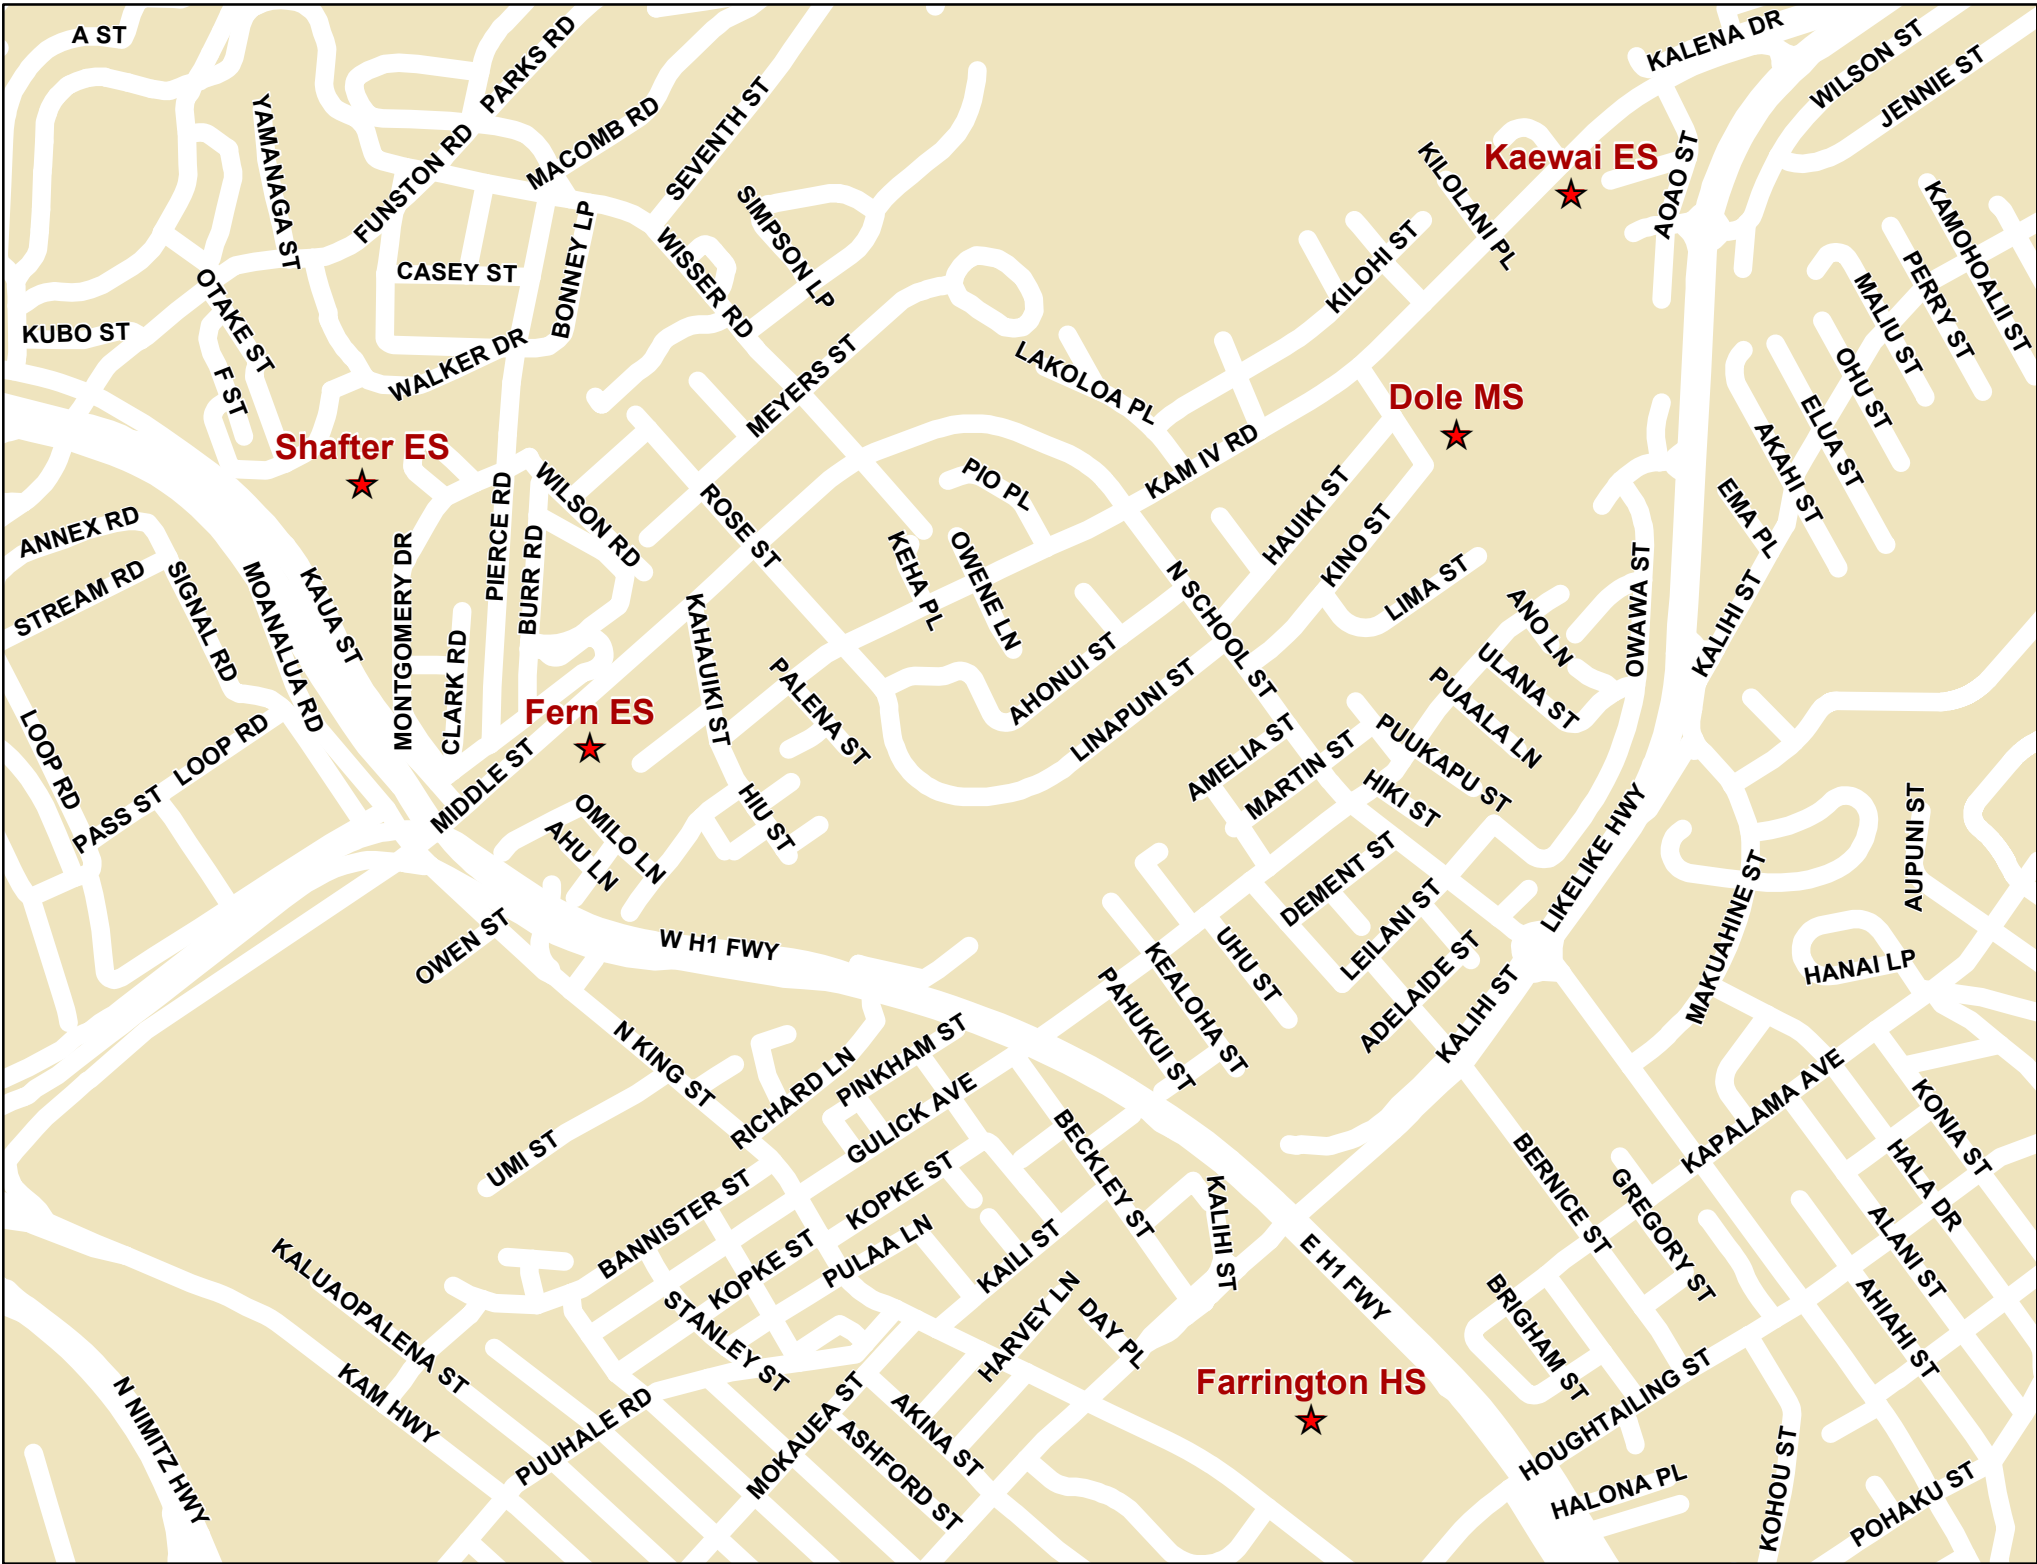 A ST
PARKS RD
KALENA DR
WILSON ST
JENNIE ST
YAMANAGA ST
FUNSTON RD
MACOMB RD
SEVENTH ST
KILOLANI PL
Kaewai ES
AOAO ST
SIMPSON LP
WISSER RD
BONNEY LP
CASEY ST
OTAKE ST
KUBO ST
F ST
WALKER DR
MEYERS ST
LAKOLOA PL
KILOHI ST
KAMOHOALII ST
PERRY ST
MALIU ST
OHU ST
ELUA ST
AKAHI ST
EMA PL
Shafter ES
Dole MS
KAM IV RD
PIO PL
HAUIKI ST
KINO ST
ROSE ST
WILSON RD
PIERCE RD
BURR RD
ANNEX RD
STREAM RD
SIGNAL RD
MOANALUA RD
KAUA ST
MONTGOMERY DR
CLARK RD
KEHA PL
OWENE LN
N SCHOOL ST
LIMA ST
ANO LN
OWAWA ST
KALIHI ST
ULANA ST
PUAALA LN
KAHAUIKI ST
PALENA ST
AHONUI ST
LINAPUNI ST
LOOP RD
LOOP RD
PASS ST
Fern ES
MIDDLE ST
OMILO LN
AHU LN
HIU ST
AMELIA ST
MARTIN ST
PUUKAPU ST
HIKI ST
LIKELIKE HWY
AUPUNI ST
MAKUAHINE ST
DEMENT ST
LEILANI ST
ADELAIDE ST
OWEN ST
W H1 FWY
UHU ST
KEALOHA ST
PAHUKUI ST
KALIHI ST
HANAI LP
N KING ST
RICHARD LN
PINKHAM ST
GULICK AVE
UMI ST
BECKLEY ST
KAPALAMA AVE
KONIA ST
HALA DR
BERNICE ST
GREGORY ST
ALANI ST
AHIAHI ST
BANNISTER ST
KOPKE ST
KOPKE ST
PULAA LN
KAILI ST
KALIHI ST
E H1 FWY
KALUAOPALENA ST
STANLEY ST
HARVEY LN
DAY PL
BRIGHAM ST
HOUGHTAILING ST
Farrington HS
KAM HWY
N NIMITZ HWY
PUUHALE RD
MOKAUEA ST
AKINA ST
ASHFORD ST
HALONA PL
KOHOU ST
POHAKU ST